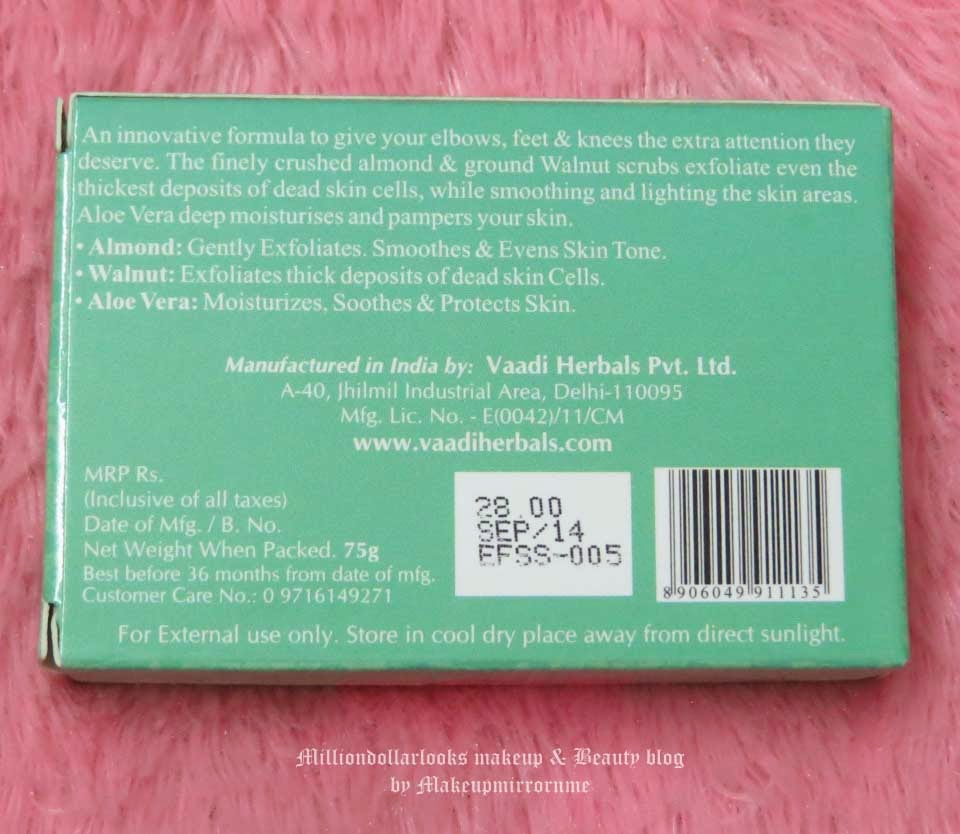 An innovative formula to give your elbows, feet & knees the extra attention they
deserve. The finely crushed almond & ground Walnut scrubs exfoliate even the
thickest deposits of dead skin cells, while smoothing and lighting the skin areas.
Aloe Vera deep moisturises and pampers your skin.
• Almond: Gently Exfoliates. Smoothes & Evens Skin Tone.
• Walnut: Exfoliates thick deposits of dead skin Cells.
• Aloe Vera: Moisturizes, Soothes & Protects Skin.
Manufactured in India by: Vaadi Herbals Pvt. Ltd.
A-40, Jhilmil Industrial Area, Delhi-110095
Mfg. Lic. No. - E(0042)/11/CM
www.vaadiherbals.com
MRP Rs.
(Inclusive of all taxes)
Date of Mfg. / B. No.
Net Weight When Packed. 75g
Best before 36 months from date of mfg.
Customer Care No.: 0 9716149271
28.00
SEP/14
EFSS-005
8906049911135
For External use only. Store in cool dry place away from direct sunlight.
Milliondollarlooks makeup & Beauty blog
by Makeupmirrornme